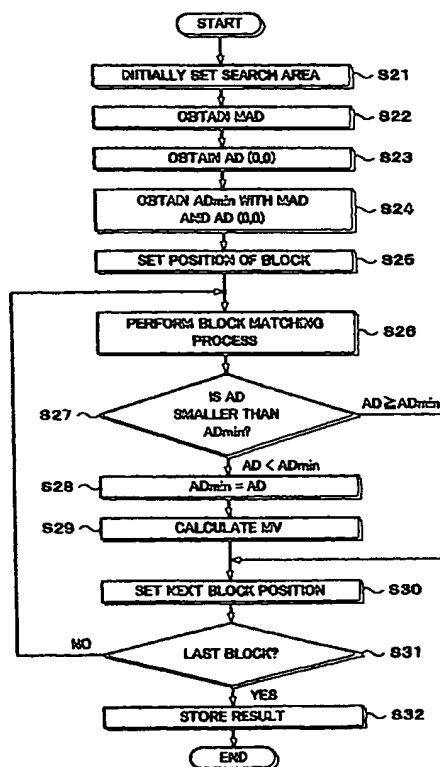 START
INITIALLY SET SEARCH AREA
S21
OBTAIN MAD
S22
OBTAIN AD (0,0)
S23
OBTAIN ADmin WITH MAD
AND AD (0,0)
S24
SET POSITION OF BLOCK
S25
PERFORM BLOCK MATCHING
PROCESS
S26
IS AD
SMALLER THAN
ADmin?
S27
AD ≧ ADmin
AD < ADmin
S28
ADmin = AD
S29
CALCULATE MV
SET NEXT BLOCK POSITION
S30
NO
LAST BLOCK?
S31
YES
STORE RESULT
S32
END